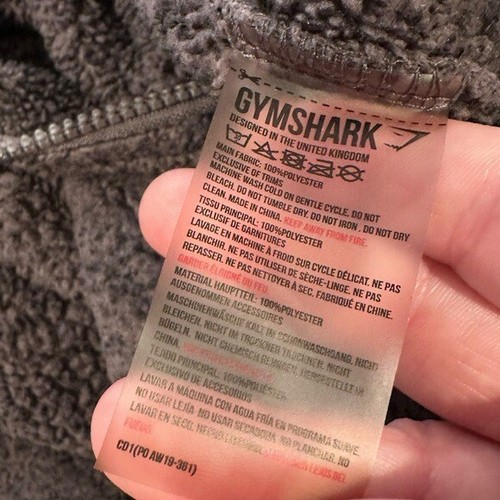 GYMSHARK
DESIGNED IN THE UNITED KINGDOM
MAIN FABRIC: 100%POLYESTER
EXCLUSIVE OF TRIMS
MACHINE WASH COLD ON GENTLE CYCLE. DO NOT
BLEACH. DO NOT TUMBLE DRY. DO NOT IRON . DO NOT DRY
CLEAN. MADE IN CHINA. KEEP AWAY FROM FIRE.
TISSU PRINCIPAL: 100%POLYESTER
EXCLUSIF DE GARNITURES
LAVAGE EN MACHINE À FROID SUR CYCLE DÉLICAT. NE PAS
BLANCHIR. NE PAS UTILISER DE SÈCHE-LINGE. NE PAS
REPASSER. NE PAS NETTOYER À SEC. FABRIQUÉ EN CHINE.
GARDER ÉLOIGNÉ DU FEU.
MATERIAL HAUPTTEIL: 100%POLYESTER
AUSGENOMMEN ACCESSOIRES
MASCHINENWÄSCHE KALT IM SCHONWASCHGANG. NICHT
BLEICHEN. NICHT IM TROCKNER TROCKNEN. NICHT
BÜGELN. NICHT CHEMISCH REINIGEN. HERGESTELLT IN
CHINA.
TEJIDO PRINCIPAL: 100%POLYÉSTER
EXCLUSIVO DE ACCESORIOS
LAVAR A MÁQUINA CON AGUA FRÍA EN PROGRAMA SUAVE.
NO USAR LEJÍA. NO USAR SECADORA. NO PLANCHAR. NO
LAVAR EN SECO. HECHO EN
FUEGO.
CD1(PO AW19-361)